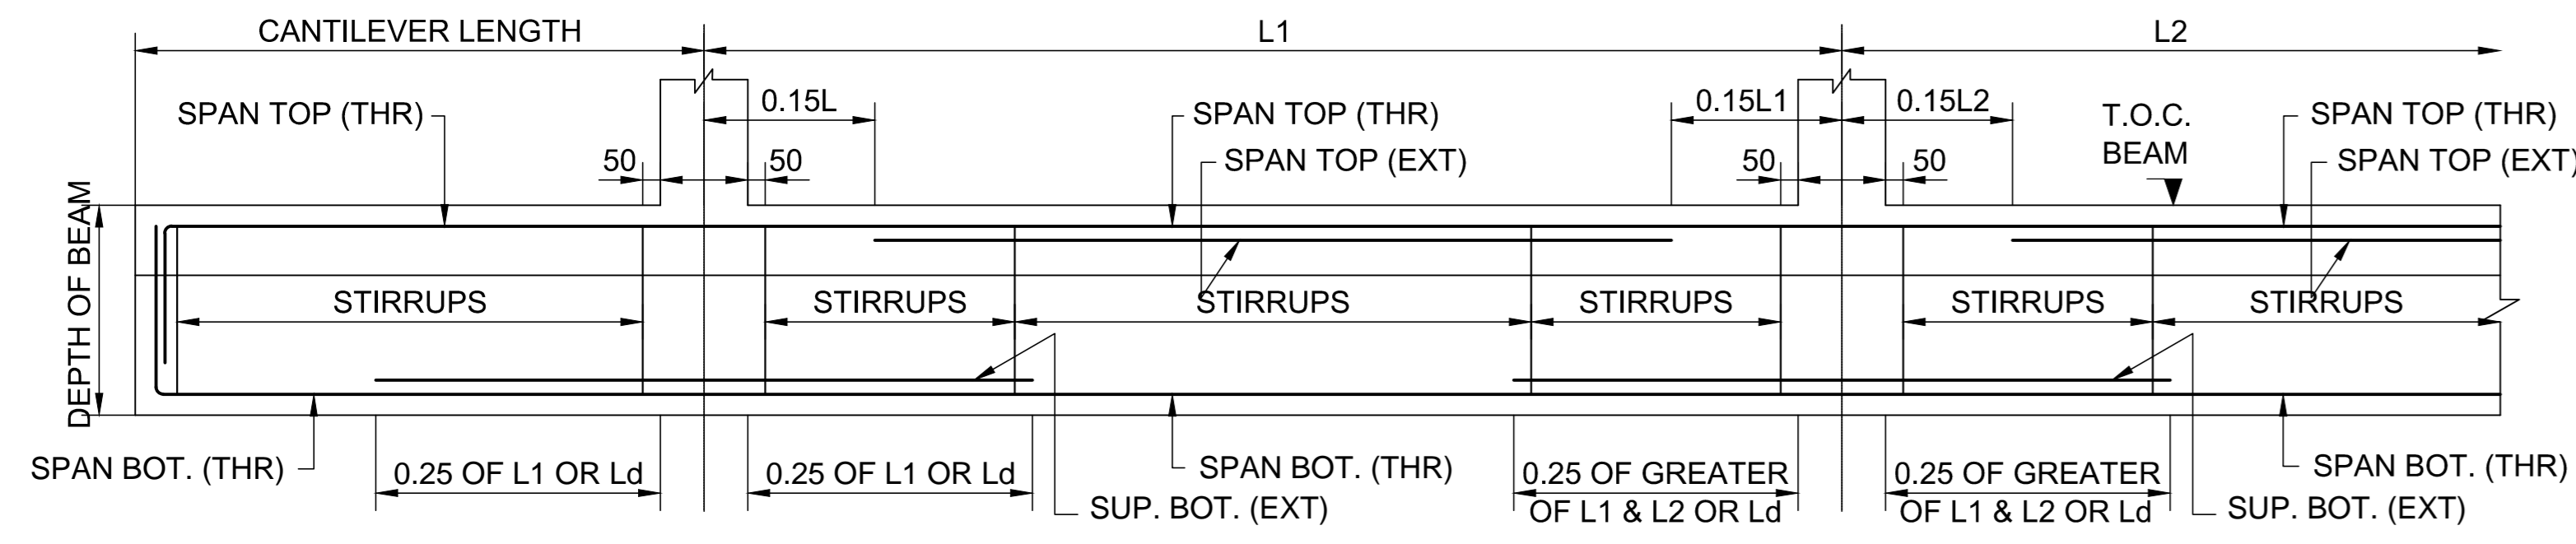 CANTILEVER LENGTH
L1
L2
SPAN TOP (THR)
0.15L
SPAN TOP (THR)
0.15L1
0.15L2
T.O.C.
BEAM
SPAN TOP (THR)
50
50
SPAN TOP (EXT)
50
50
SPAN TOP (EXT)
DEPTH OF BEAM
STIRRUPS
STIRRUPS
STIRRUPS
STIRRUPS
STIRRUPS
STIRRUPS
SPAN BOT. (THR)
0.25 OF L1 OR Ld
0.25 OF L1 OR Ld
SPAN BOT. (THR)
0.25 OF GREATER
OF L1 & L2 OR Ld
0.25 OF GREATER
OF L1 & L2 OR Ld
SPAN BOT. (THR)
SUP. BOT. (EXT)
SUP. BOT. (EXT)